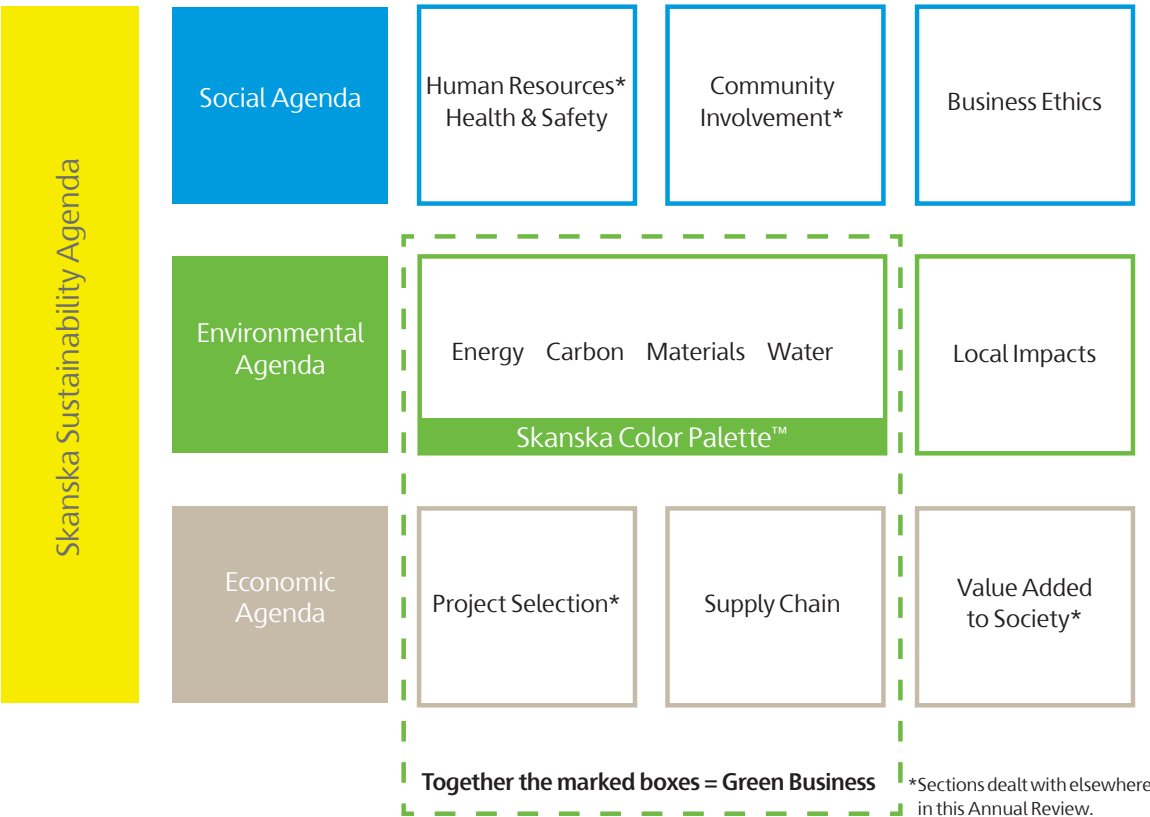 Skanska Sustainability Agenda
Social Agenda
Human Resources*
Health & Safety
Community
Involvement*
Business Ethics
Environmental
Agenda
Energy Carbon Materials Water
Skanska Color Palette™
Local Impacts
Economic
Agenda
Project Selection*
Supply Chain
Value Added
to Society*
Together the marked boxes = Green Business
*Sections dealt with elsewhere
in this Annual Review.